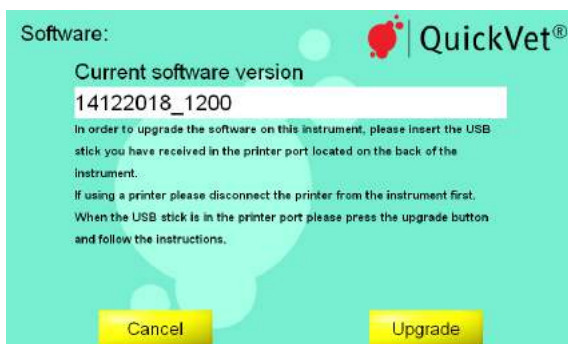 Software:
QuickVet®
Current software version
14122018_1200
In order to upgrade the software on this instrument, please insert the USB
stick you have received in the printer port located on the back of the
instrument.
If using a printer please disconnect the printer from the instrument first.
When the USB stick is in the printer port please press the upgrade button
and follow the instructions.
Cancel
Upgrade